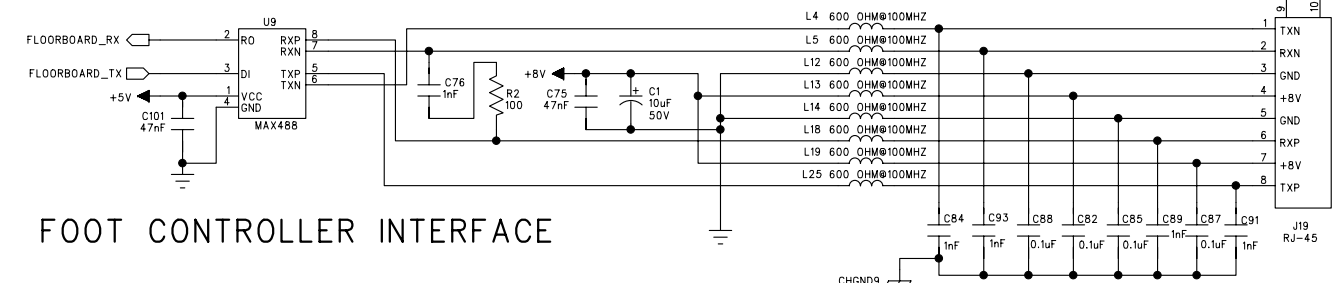 9 10
L4 600 OHM@100MHZ
U9
1 TXN
FLOORBOARD_RX 2 RO RXP 8
RXN 7
L5 600 OHM@100MHZ
2 RXN
L12 600 OHM@100MHZ
FLOORBOARD_TX 3 DI TXP 5
TXN 6
+8V
3 GND
C76
1nF
R2
100
L13 600 OHM@100MHZ
4 +8V
+5V 1 VCC
4 GND
C75
47nF
+ C1
10uF
50V
L14 600 OHM@100MHZ
5 GND
C101
47nF
MAX488
L18 600 OHM@100MHZ
6 RXP
L19 600 OHM@100MHZ
7 +8V
L25 600 OHM@100MHZ
8 TXP
FOOT CONTROLLER INTERFACE
C84 C93 C88 C82 C85 C89 C87 C91
1nF 1nF 0.1uF 0.1uF 0.1uF 1nF 0.1uF 1nF
J19
RJ-45
CHGND9